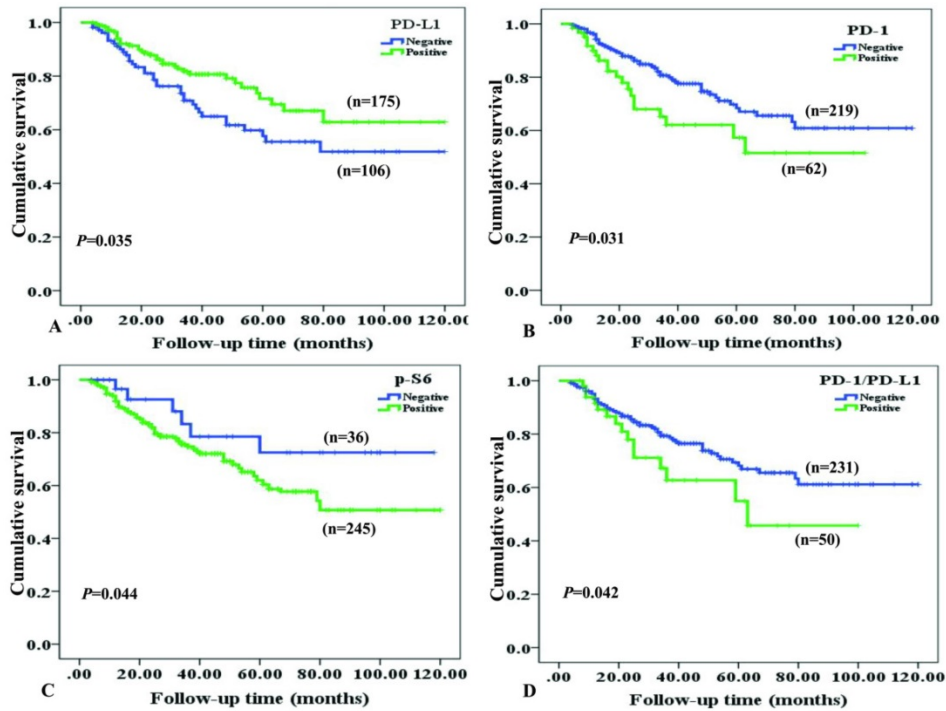 PD-L1
Negative
Positive
1.0
0.8
0.6
0.4
0.2
0.0
Cumulative survival
(n=175)
(n=106)
P=0.035
A
.00 20.00 40.00 60.00 80.00 100.00 120.00
Follow-up time (months)
PD-1
Negative
Positive
1.0
0.8
0.6
0.4
0.2
0.0
Cumulative survival
(n=219)
(n=62)
P=0.031
B
.00 20.00 40.00 60.00 80.00 100.00 120.00
Follow-up time(months)
p-S6
Negative
Positive
1.0
0.8
0.6
0.4
0.2
0.0
Cumulative survival
(n=36)
(n=245)
P=0.044
C
.00 20.00 40.00 60.00 80.00 100.00 120.00
Follow-up time (months)
PD-1/PD-L1
Negative
Positive
1.0
0.8
0.6
0.4
0.2
0.0
Cumulative survival
(n=231)
(n=50)
P=0.042
D
.00 20.00 40.00 60.00 80.00 100.00 120.00
Follow-up time (months)